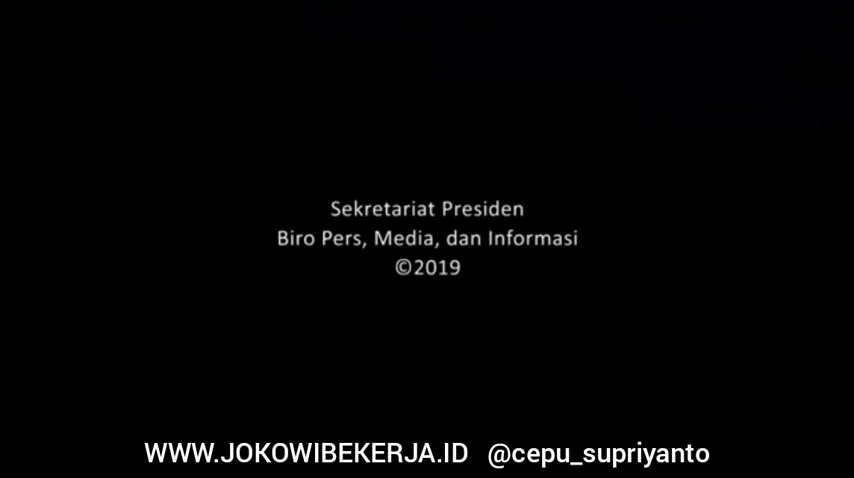 Sekretariat Presiden
Biro Pers, Media, dan Informasi
©2019
WWW.JOKOWIBEKERJA.ID @cepu_supriyanto